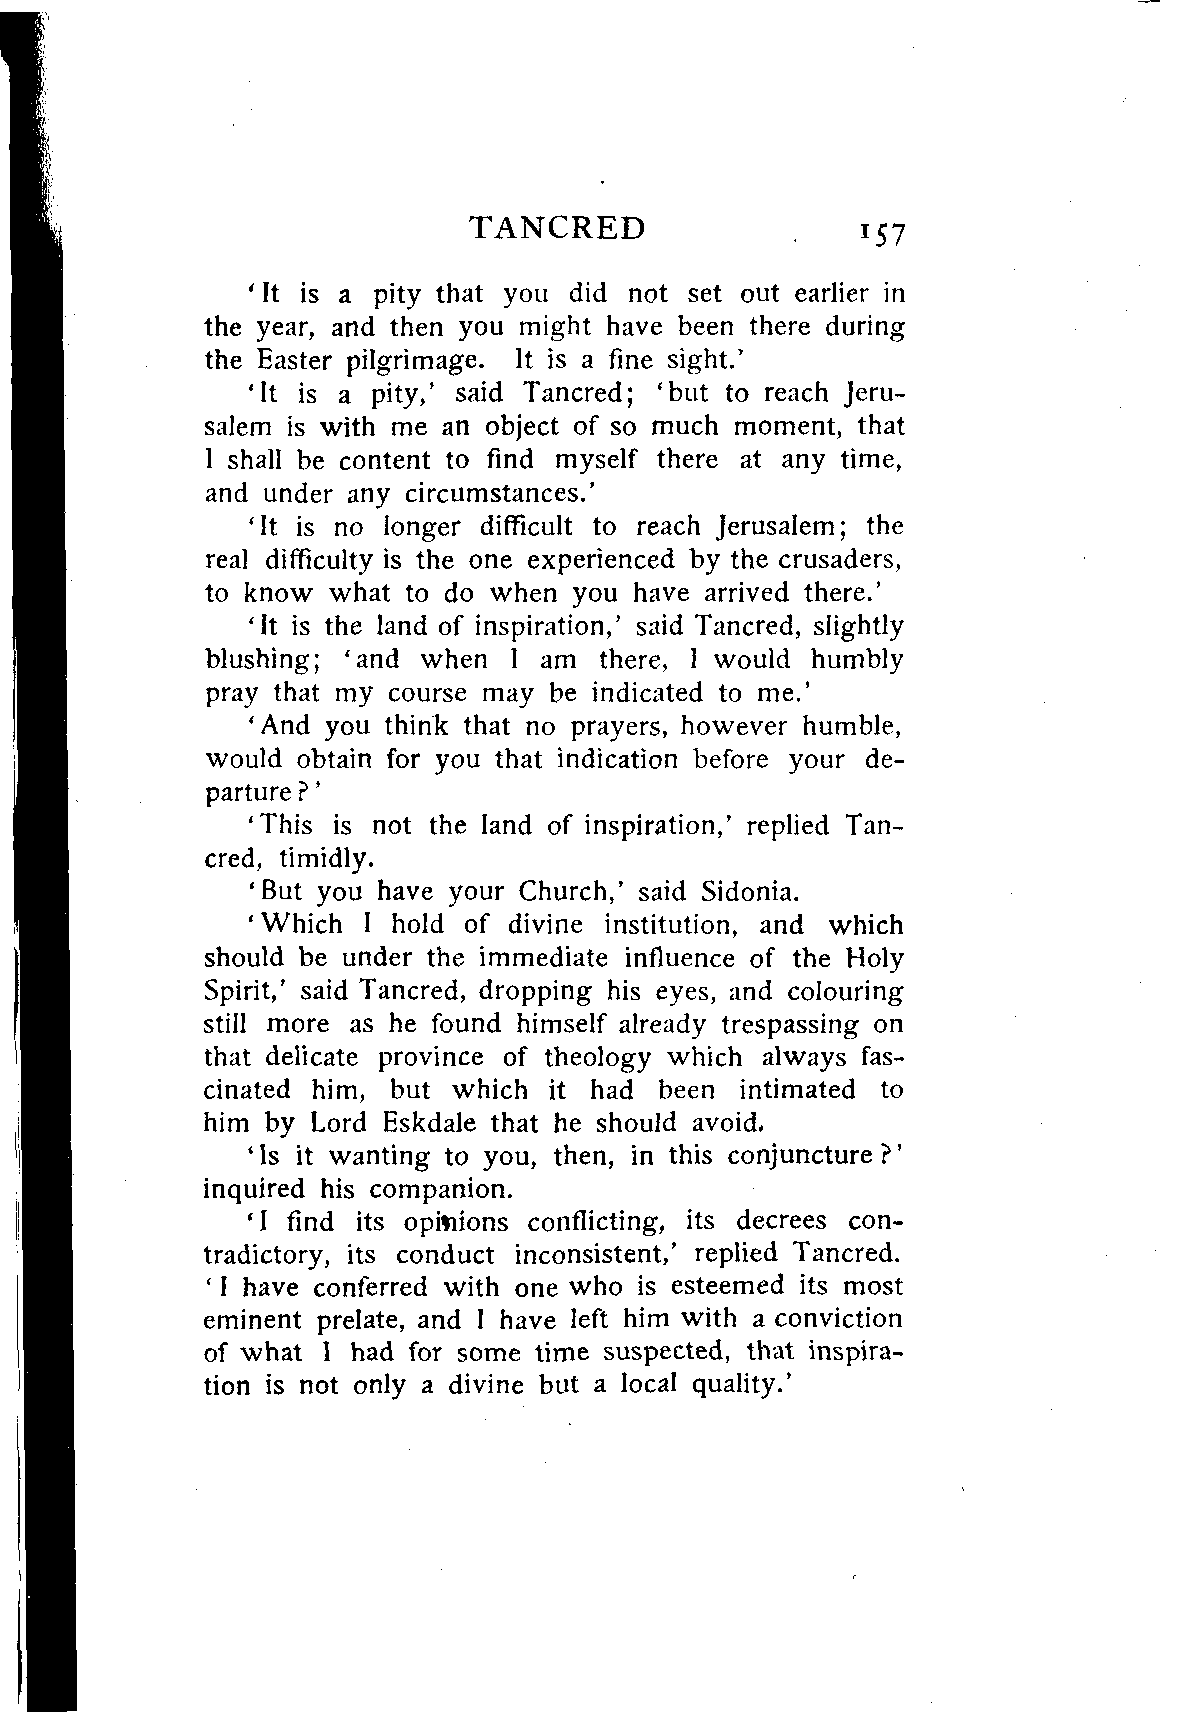 TANCRED 157
‘It is a pity that you did not set out earlier in
the year, and then you might have been there during
the Easter pilgrimage. It is a fine sight.’
‘It is a pity,’ said Tancred; ‘but to reach Jeru-
salem is with me an object of so much moment, that
I shall be content to find myself there at any time,
and under any circumstances.’
‘It is no longer difficult to reach Jerusalem; the
real difficulty is the one experienced by the crusaders,
to know what to do when you have arrived there.’
‘It is the land of inspiration,’ said Tancred, slightly
blushing; ‘and when I am there, I would humbly
pray that my course may be indicated to me.’
‘And you think that no prayers, however humble,
would obtain for you that indication before your de-
parture?’
‘This is not the land of inspiration,’ replied Tan-
cred, timidly.
‘But you have your Church,’ said Sidonia.
‘Which I hold of divine institution, and which
should be under the immediate influence of the Holy
Spirit,’ said Tancred, dropping his eyes, and colouring
still more as he found himself already trespassing on
that delicate province of theology which always fas-
cinated him, but which it had been intimated to
him by Lord Eskdale that he should avoid.
‘Is it wanting to you, then, in this conjuncture?’
inquired his companion.
‘I find its opinions conflicting, its decrees con-
tradictory, its conduct inconsistent,’ replied Tancred.
‘I have conferred with one who is esteemed its most
eminent prelate, and I have left him with a conviction
of what I had for some time suspected, that inspira-
tion is not only a divine but a local quality.’